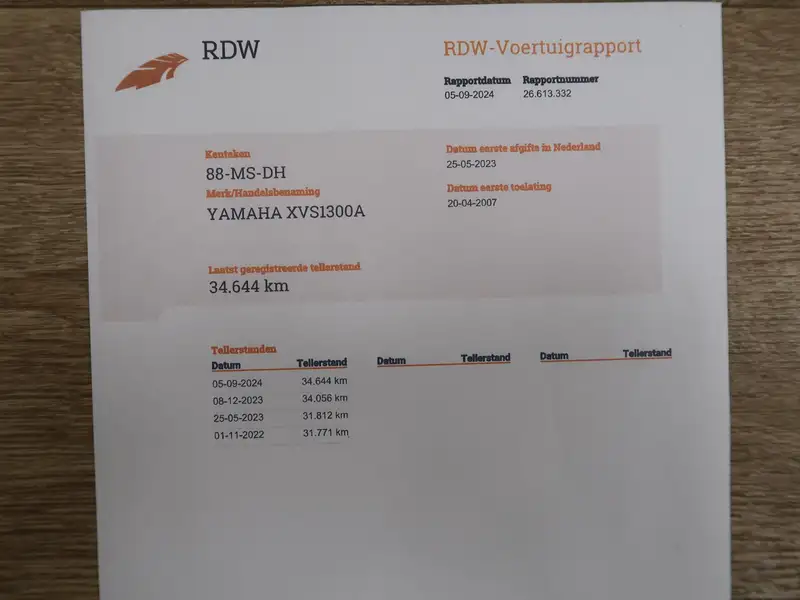 RDW
RDW-Voertuigrapport
Rapportdatum Rapportnummer
05-09-2024 26.613.332
Kenteken
88-MS-DH
Merk/Handelsbenaming
YAMAHA XVS1300A
Datum eerste afgifte in Nederland
25-05-2023
Datum eerste toelating
20-04-2007
Laatst geregistreerde tellerstand
34.644 km
Tellerstanden
Datum Tellerstand Datum Tellerstand Datum Tellerstand
05-09-2024 34.644 km
08-12-2023 34.056 km
25-05-2023 31.812 km
01-11-2022 31.771 km